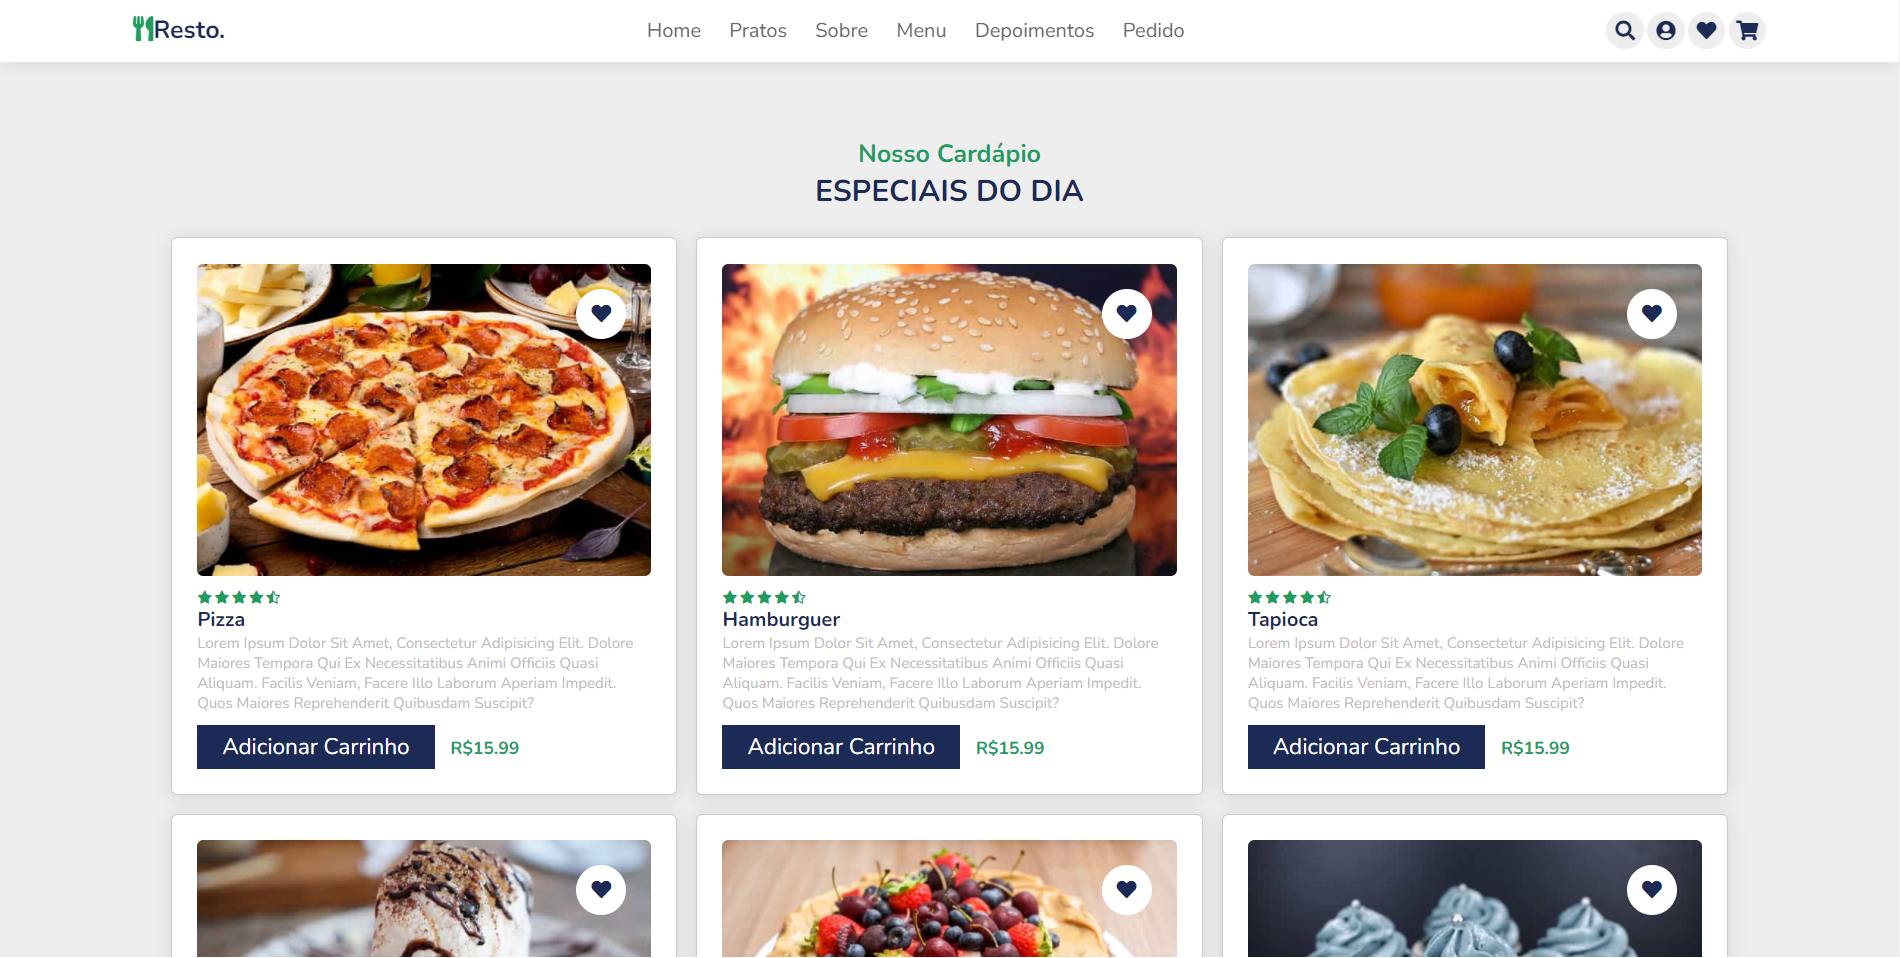 Resto.
Home Pratos Sobre Menu Depoimentos Pedido
Nosso Cardápio
ESPECIAIS DO DIA
Pizza
Lorem Ipsum Dolor Sit Amet, Consectetur Adipisicing Elit. Dolore
Maiores Tempora Qui Ex Necessitatibus Animi Officiis Quasi
Aliquam. Facilis Veniam, Facere Illo Laborum Aperiam Impedit.
Quos Maiores Reprehenderit Quibusdam Suscipit?
Adicionar Carrinho R$15.99
Hamburguer
Lorem Ipsum Dolor Sit Amet, Consectetur Adipisicing Elit. Dolore
Maiores Tempora Qui Ex Necessitatibus Animi Officiis Quasi
Aliquam. Facilis Veniam, Facere Illo Laborum Aperiam Impedit.
Quos Maiores Reprehenderit Quibusdam Suscipit?
Adicionar Carrinho R$15.99
Tapioca
Lorem Ipsum Dolor Sit Amet, Consectetur Adipisicing Elit. Dolore
Maiores Tempora Qui Ex Necessitatibus Animi Officiis Quasi
Aliquam. Facilis Veniam, Facere Illo Laborum Aperiam Impedit.
Quos Maiores Reprehenderit Quibusdam Suscipit?
Adicionar Carrinho R$15.99